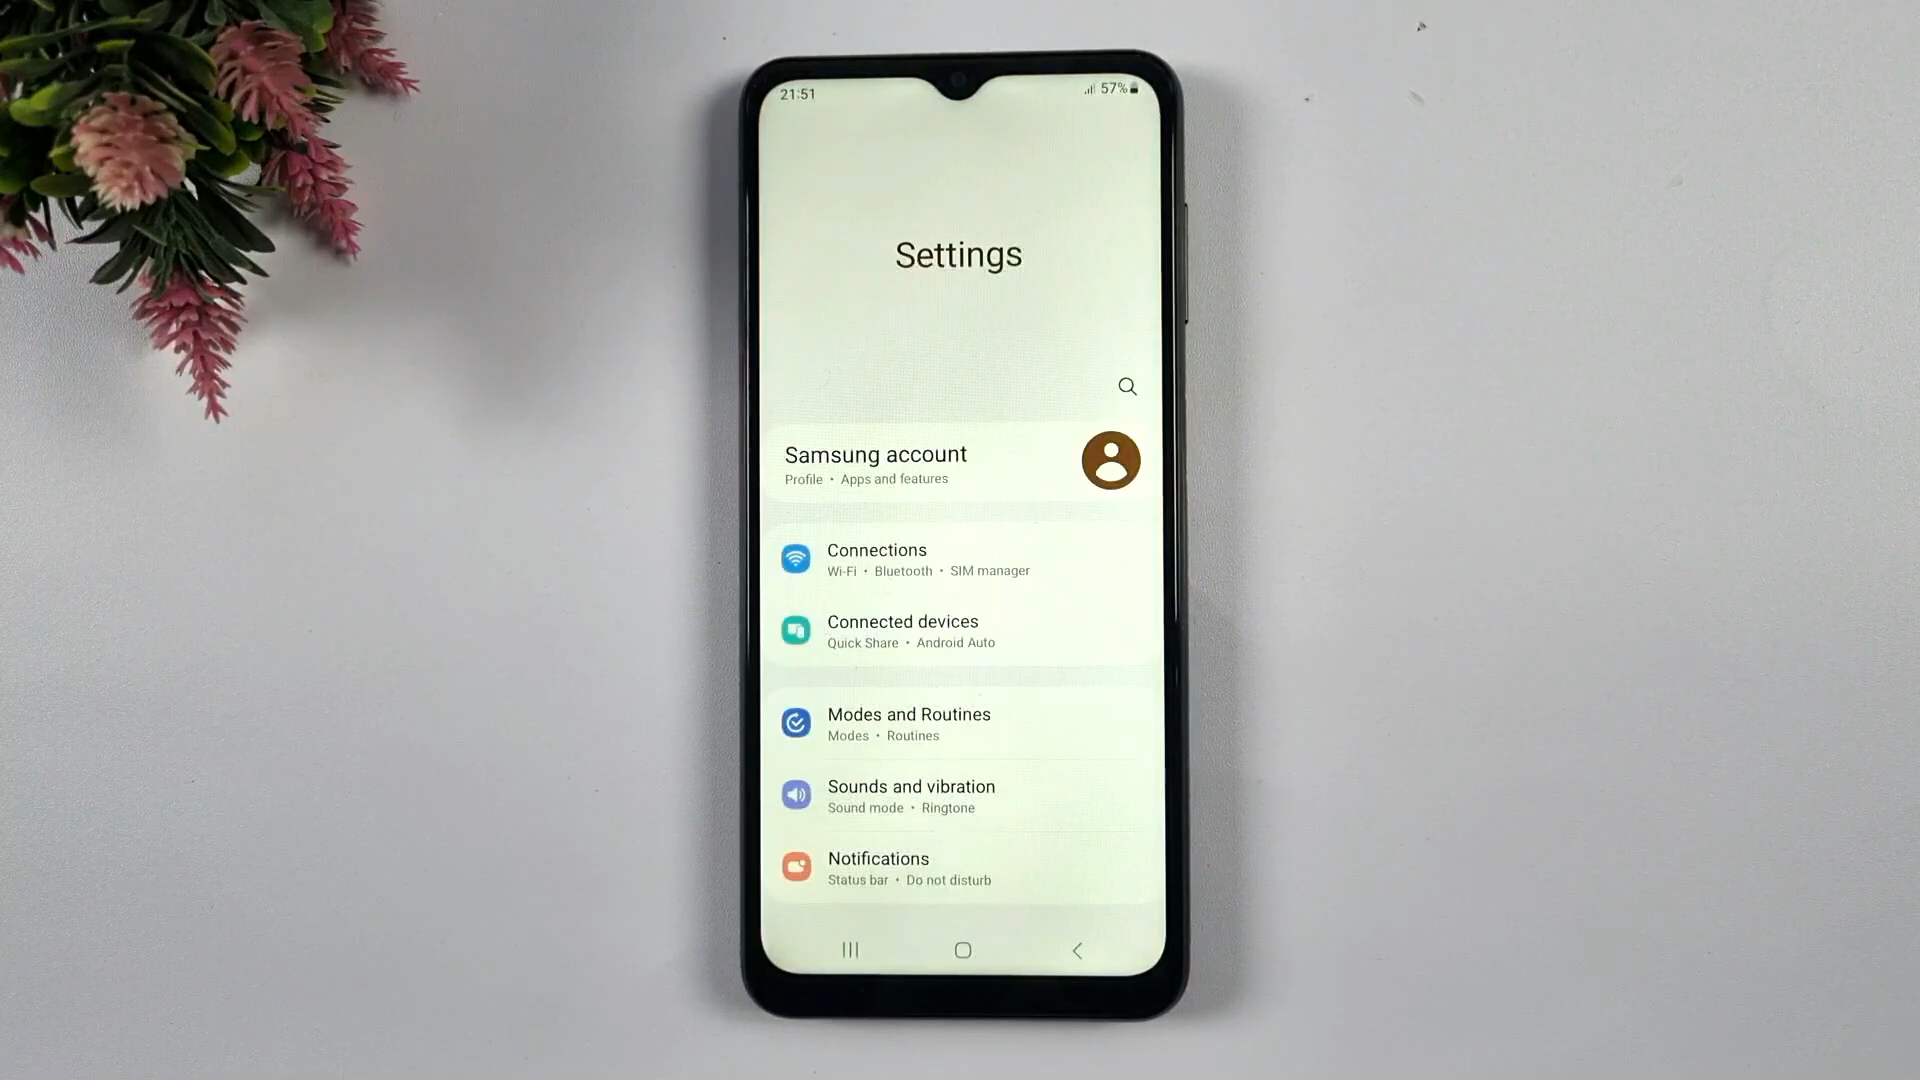 21:51
57%
Settings
Samsung account
Profile • Apps and features
Connections
Wi-Fi • Bluetooth • SIM manager
Connected devices
Quick Share • Android Auto
Modes and Routines
Modes • Routines
Sounds and vibration
Sound mode • Ringtone
Notifications
Status bar • Do not disturb